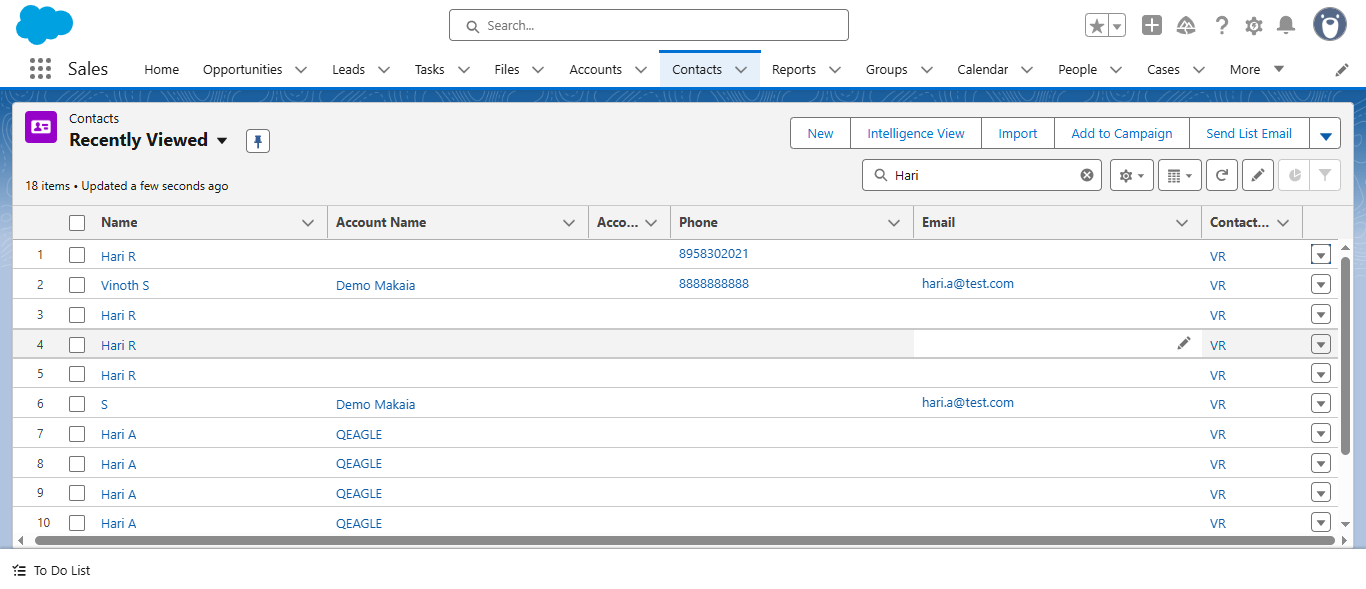 Search...
Sales Home Opportunities Leads Tasks Files Accounts Contacts Reports Groups Calendar People Cases More
Contacts
Recently Viewed
New Intelligence View Import Add to Campaign Send List Email
18 items • Updated a few seconds ago
Hari
Name Account Name Acco... Phone Email Contact...
1 Hari R 8958302021 VR
2 Vinoth S Demo Makaia 8888888888 hari.a@test.com VR
3 Hari R VR
4 Hari R VR
5 Hari R VR
6 S Demo Makaia hari.a@test.com VR
7 Hari A QEAGLE VR
8 Hari A QEAGLE VR
9 Hari A QEAGLE VR
10 Hari A QEAGLE VR
To Do List